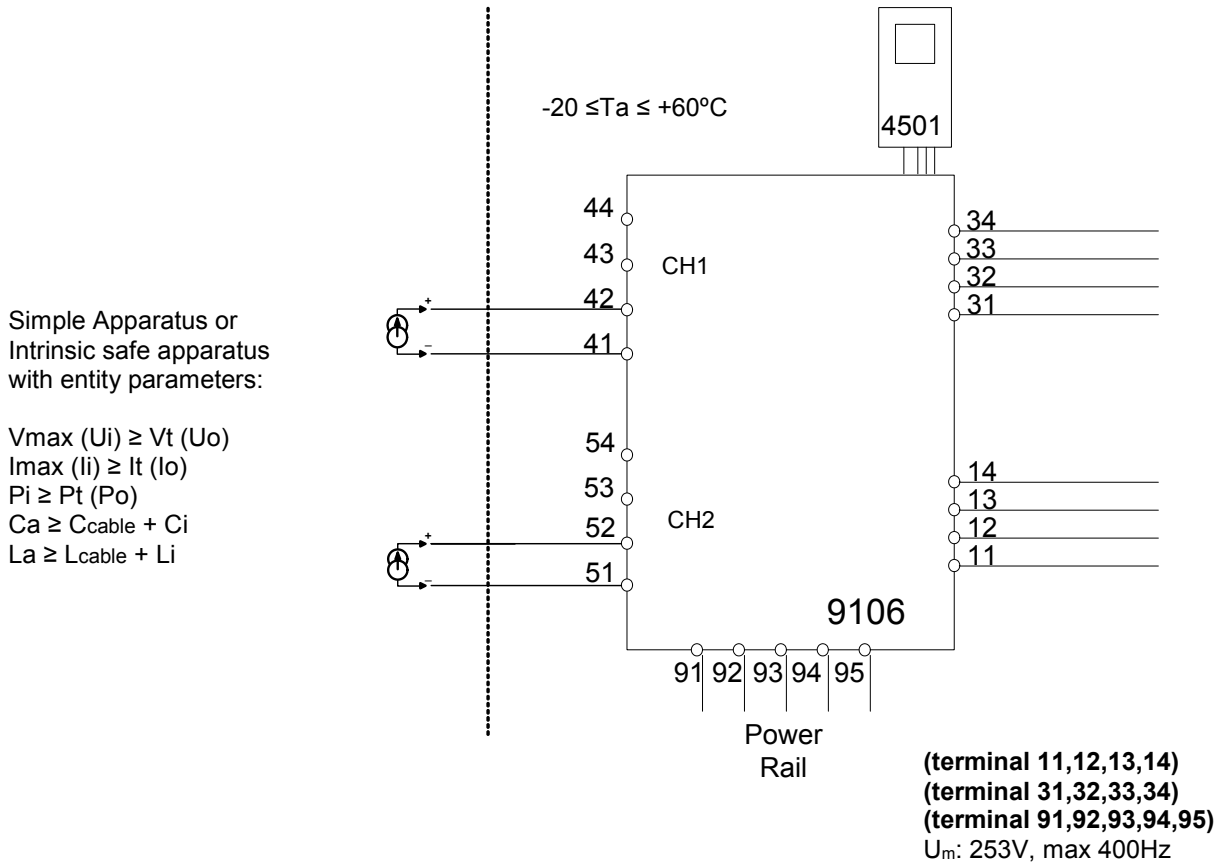 -20 ≤Ta ≤ +60ºC
4501
44
43
42
41
CH1
34
33
32
31
+
–
Simple Apparatus or
Intrinsic safe apparatus
with entity parameters:
Vmax (Ui) ≥ Vt (Uo)
Imax (Ii) ≥ It (Io)
Pi ≥ Pt (Po)
Ca ≥ Ccable + Ci
La ≥ Lcable + Li
54
53
52
51
CH2
14
13
12
11
+
–
9106
91 92 93 94 95
Power
Rail
(terminal 11,12,13,14)
(terminal 31,32,33,34)
(terminal 91,92,93,94,95)
Um: 253V, max 400Hz